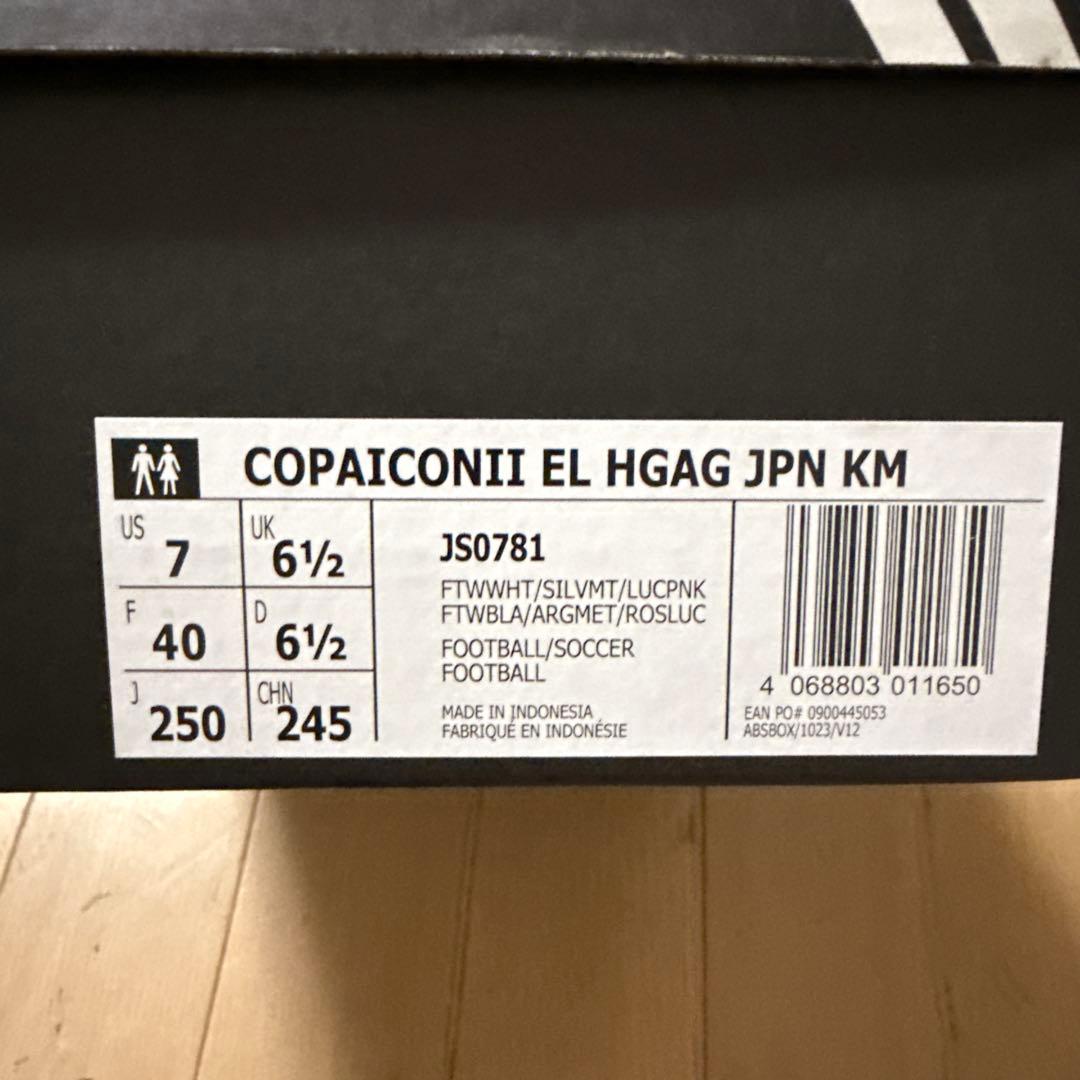 COPAICONII EL HGAG JPN KM
US 7 UK 6½
F 40 D 6½
J 250 CHN 245
JS0781
FTWWHT/SILVMT/LUCPNK
FTWBLA/ARGMET/ROSLUC
FOOTBALL/SOCCER
FOOTBALL
MADE IN INDONESIA
FABRIQUÉ EN INDONÉSIE
4 068803 011650
EAN PO# 0900445053
ABSBOX/1023/V12